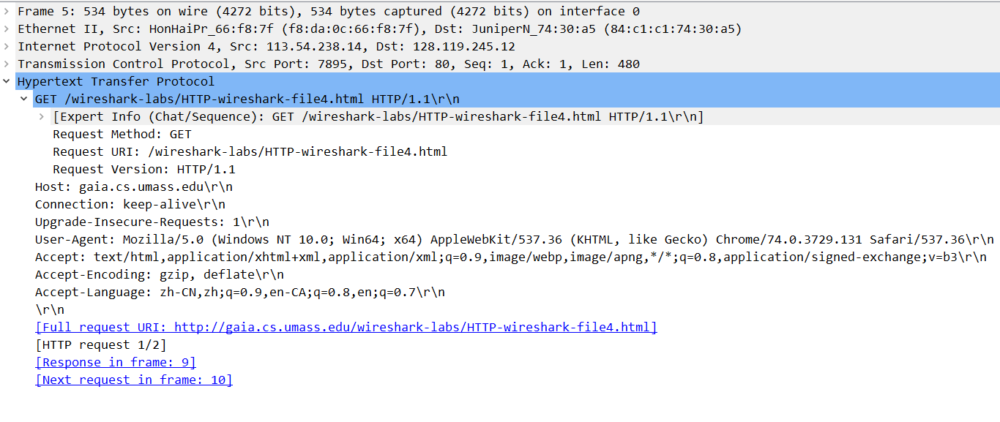 Frame 5: 534 bytes on wire (4272 bits), 534 bytes captured (4272 bits) on interface 0
Ethernet II, Src: HonHaiPr_66:f8:7f (f8:da:0c:66:f8:7f), Dst: JuniperN_74:30:a5 (84:c1:c1:74:30:a5)
Internet Protocol Version 4, Src: 113.54.238.14, Dst: 128.119.245.12
Transmission Control Protocol, Src Port: 7895, Dst Port: 80, Seq: 1, Ack: 1, Len: 480
Hypertext Transfer Protocol
GET /wireshark-labs/HTTP-wireshark-file4.html HTTP/1.1\r\n
[Expert Info (Chat/Sequence): GET /wireshark-labs/HTTP-wireshark-file4.html HTTP/1.1\r\n]
Request Method: GET
Request URI: /wireshark-labs/HTTP-wireshark-file4.html
Request Version: HTTP/1.1
Host: gaia.cs.umass.edu\r\n
Connection: keep-alive\r\n
Upgrade-Insecure-Requests: 1\r\n
User-Agent: Mozilla/5.0 (Windows NT 10.0; Win64; x64) AppleWebKit/537.36 (KHTML, like Gecko) Chrome/74.0.3729.131 Safari/537.36\r\n
Accept: text/html,application/xhtml+xml,application/xml;q=0.9,image/webp,image/apng,*/*;q=0.8,application/signed-exchange;v=b3\r\n
Accept-Encoding: gzip, deflate\r\n
Accept-Language: zh-CN,zh;q=0.9,en-CA;q=0.8,en;q=0.7\r\n
\r\n
[Full request URI: http://gaia.cs.umass.edu/wireshark-labs/HTTP-wireshark-file4.html]
[HTTP request 1/2]
[Response in frame: 9]
[Next request in frame: 10]